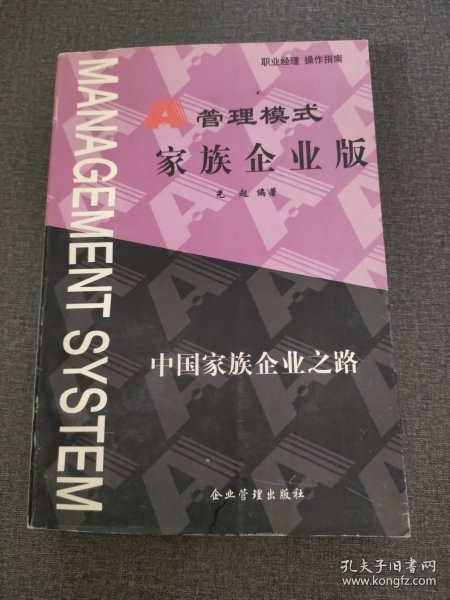 职业经理 操作指南
A管理模式
家族企业版
光 赵 编著
MANAGEMENT SYSTEM
中国家族企业之路
企业管理出版社
孔夫子旧书网
www.kongfz.com